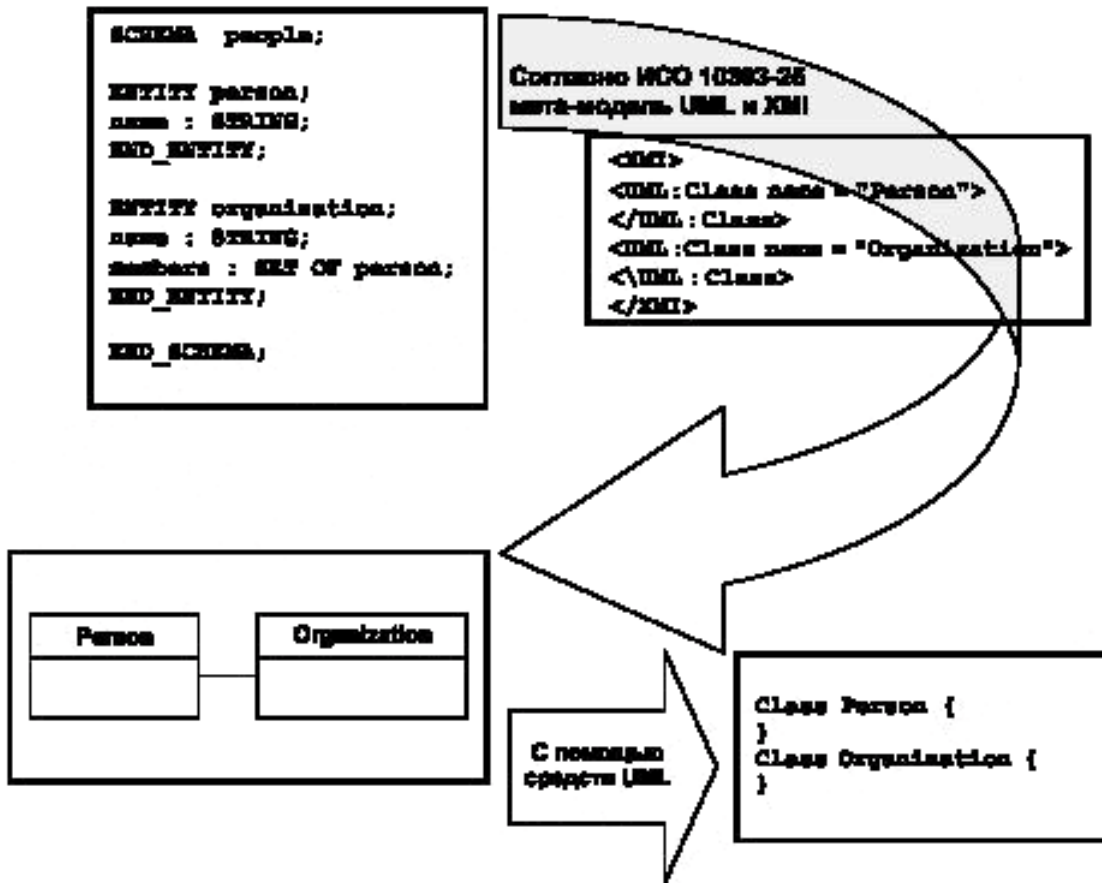 SCHEMA people;
ENTITY person;
name : STRING;
END_ENTITY;
ENTITY organization;
name : STRING;
members : SET OF person;
END_ENTITY;
END_SCHEMA;
Согласно ИСО 10303-25
мета-модель UML и XMI
<XMI>
<UML:Class name = "Person">
</UML:Class>
<UML:Class name = "Organization">
<\UML:Class>
</XMI>
Person
Organization
С помощью
средств UML
Class Person {
}
Class Organization {
}